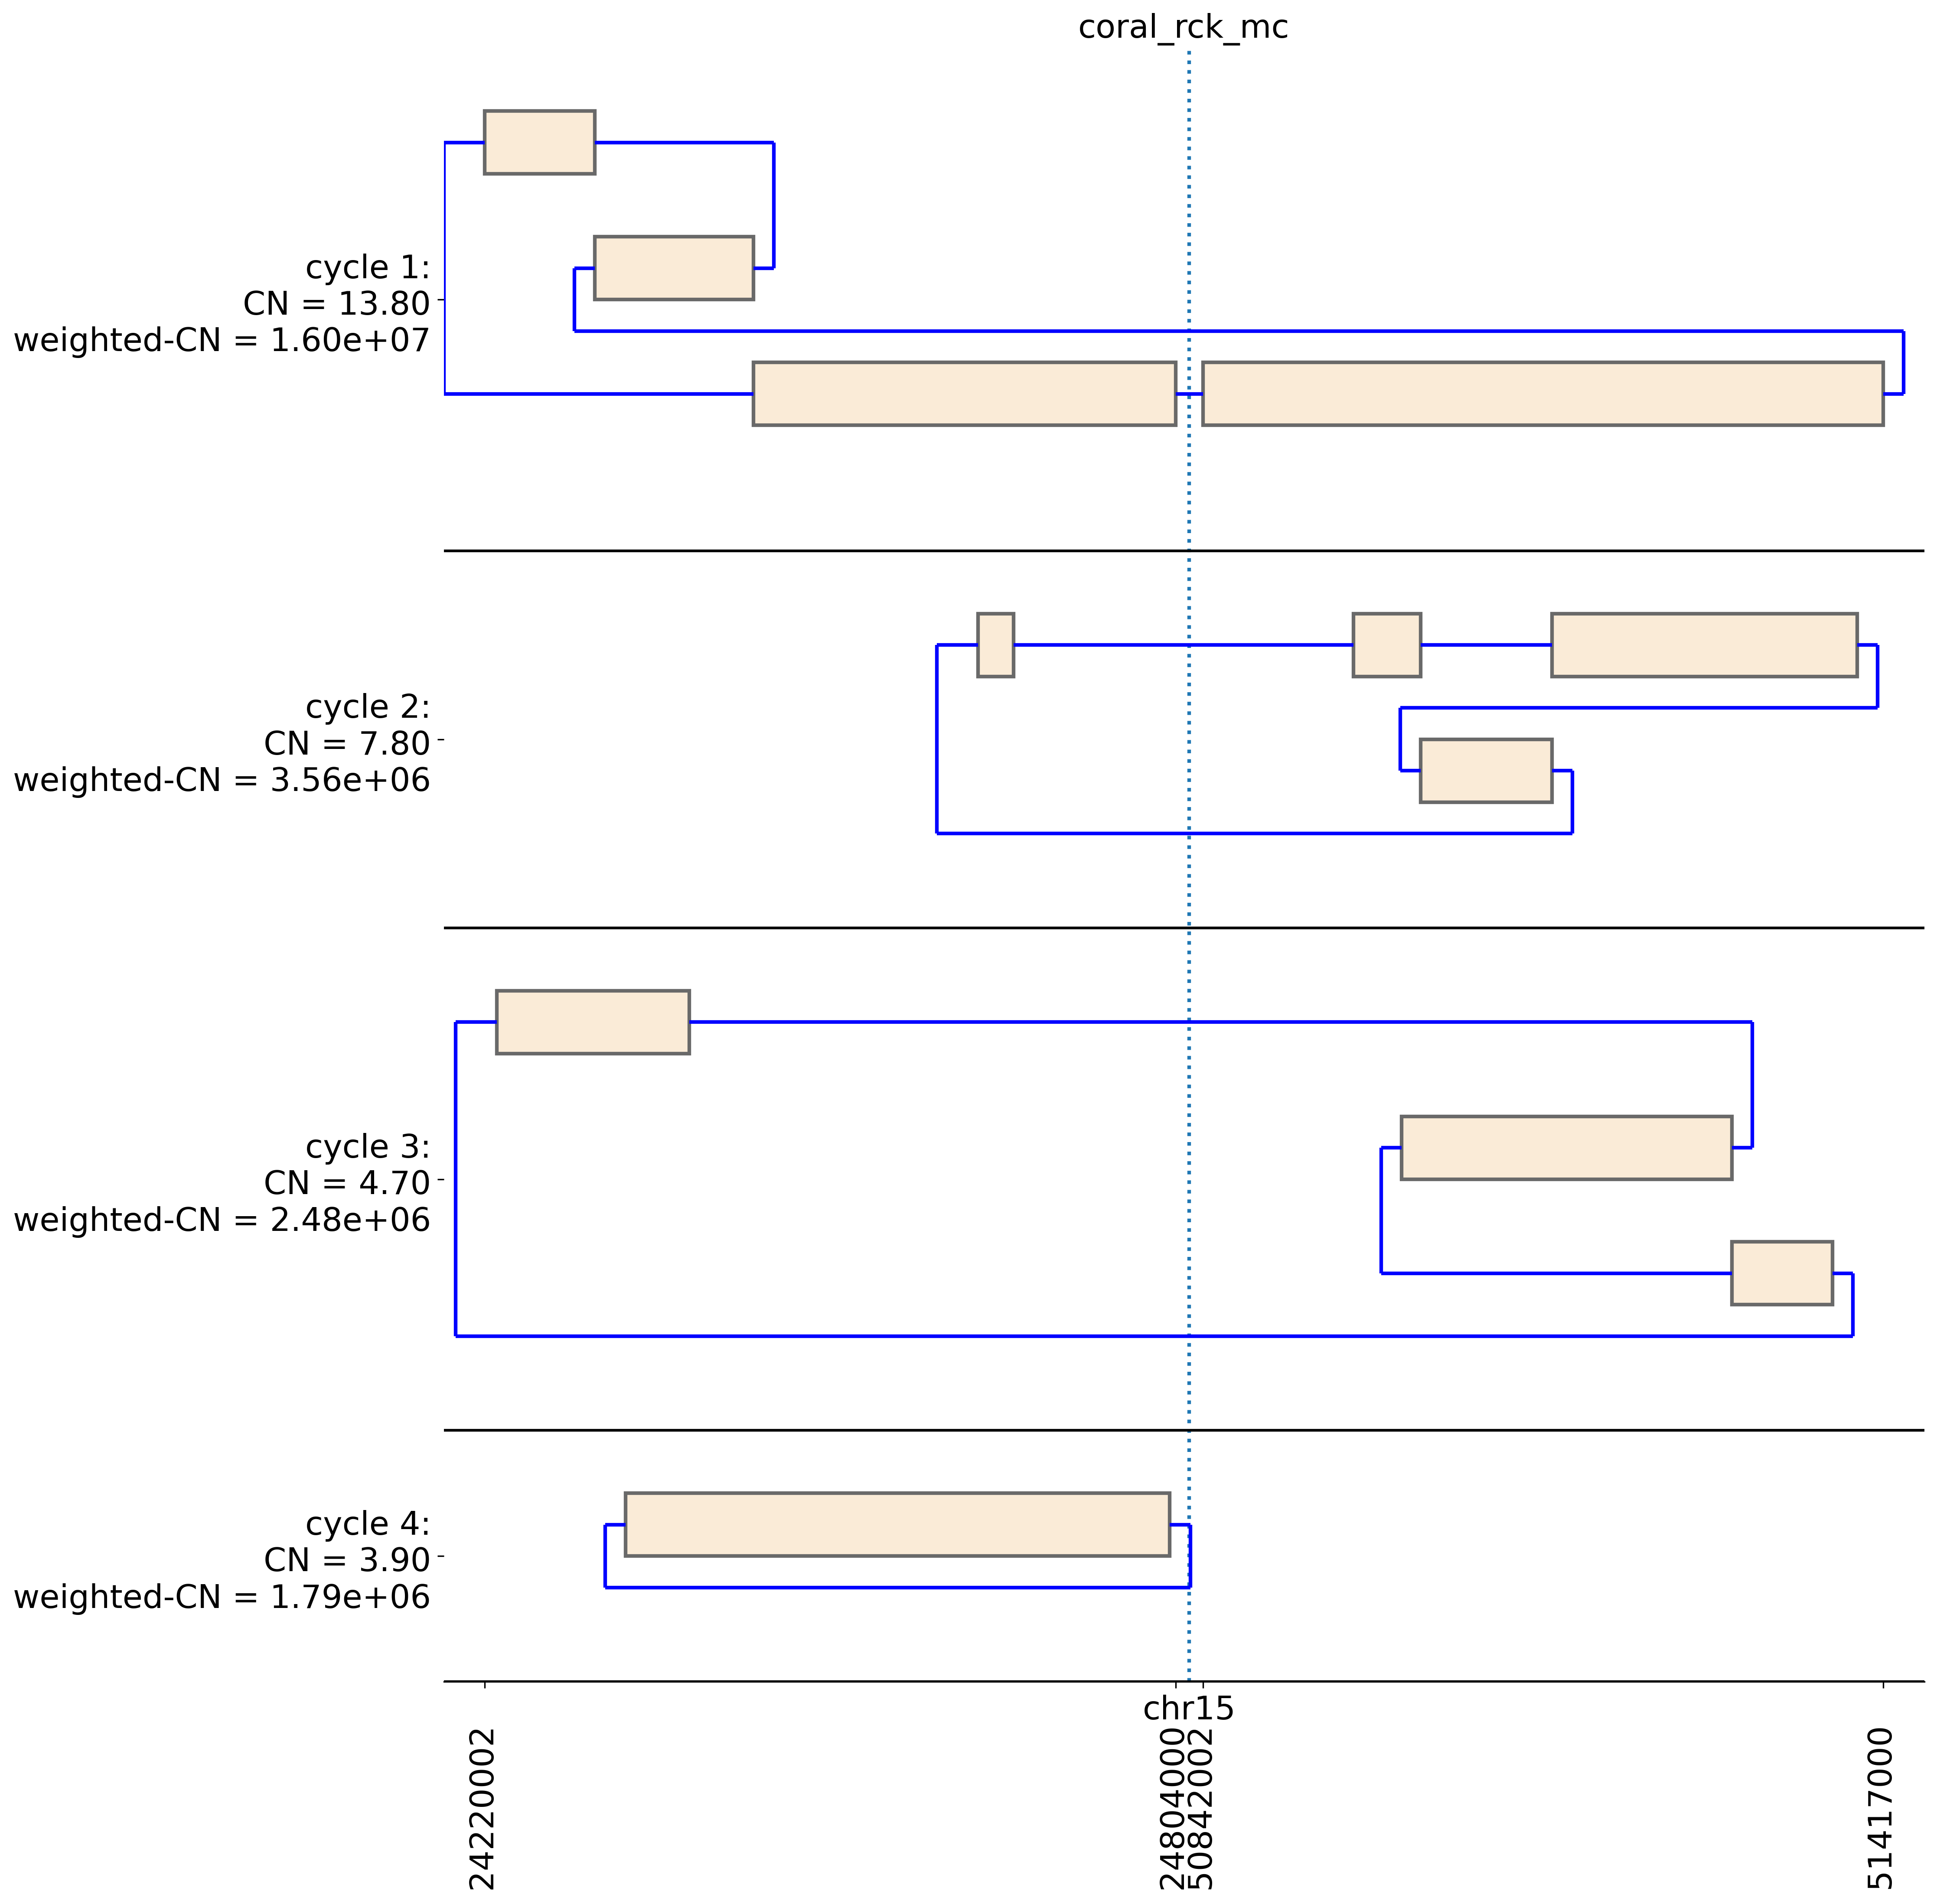 coral_rck_mc
cycle 1:
CN = 13.80
weighted-CN = 1.60e+07
cycle 2:
CN = 7.80
weighted-CN = 3.56e+06
cycle 3:
CN = 4.70
weighted-CN = 2.48e+06
cycle 4:
CN = 3.90
weighted-CN = 1.79e+06
chr15
24220002
24804000
50842002
51417000